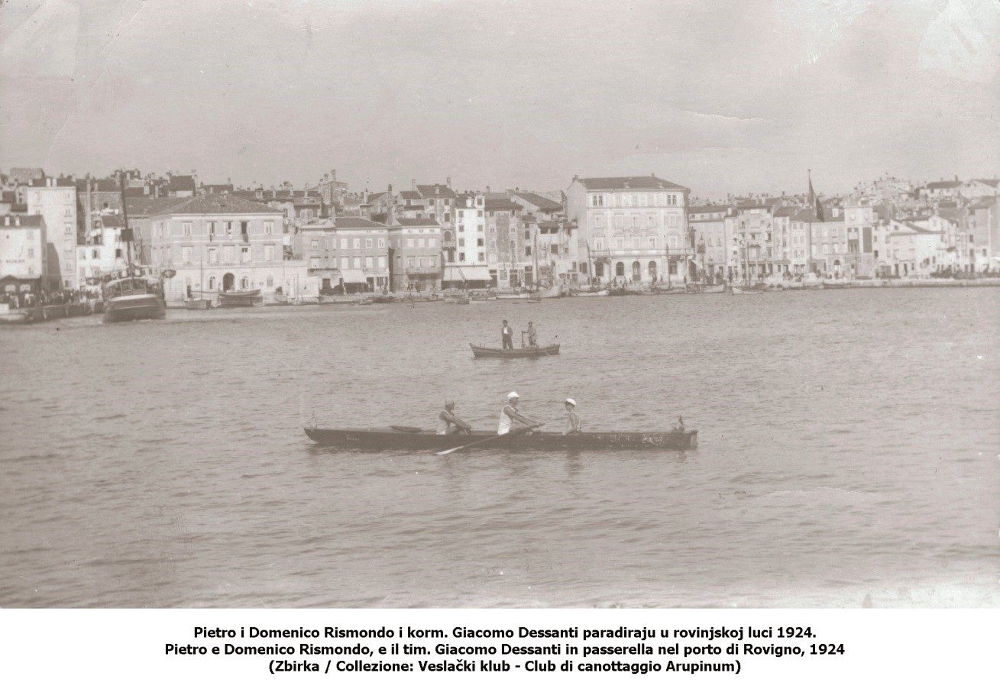 Pietro i Domenico Rismondo i korm. Giacomo Dessanti paradiraju u rovinjskoj luci 1924.
Pietro e Domenico Rismondo, e il tim. Giacomo Dessanti in passerella nel porto di Rovigno, 1924
(Zbirka / Collezione: Veslački klub - Club di canottaggio Arupinum)